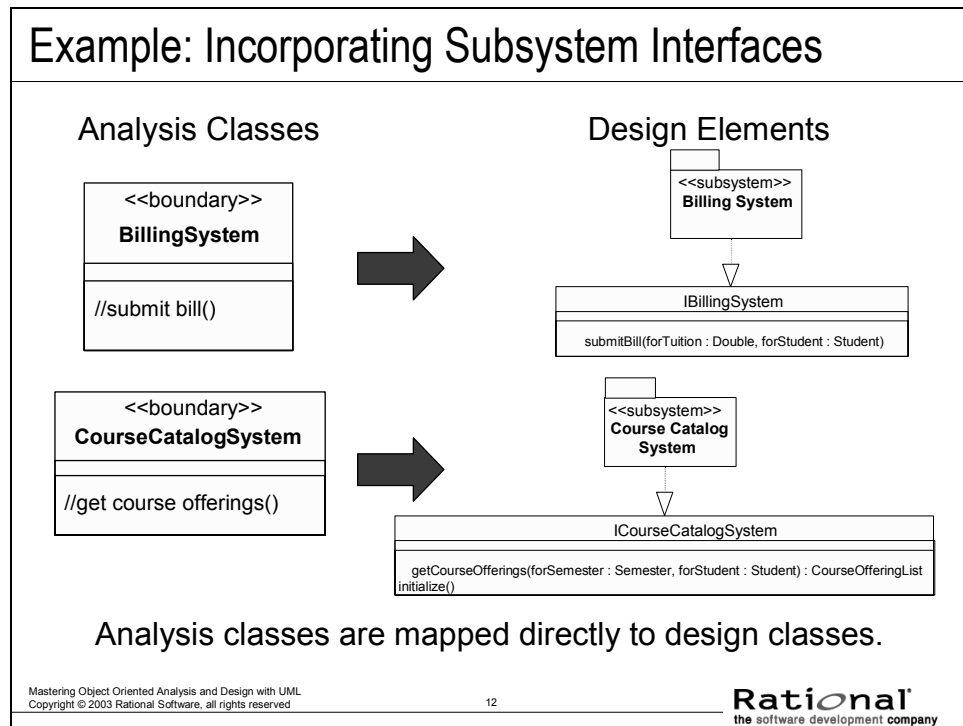 Example: Incorporating Subsystem Interfaces
Analysis Classes
Design Elements
<<boundary>>
BillingSystem
//submit bill()
<<subsystem>>
Billing System
IBillingSystem
submitBill(forTuition : Double, forStudent : Student)
<<boundary>>
CourseCatalogSystem
//get course offerings()
<<subsystem>>
Course Catalog
System
ICourseCatalogSystem
getCourseOfferings(forSemester : Semester, forStudent : Student) : CourseOfferingList
initialize()
Analysis classes are mapped directly to design classes.
Mastering Object Oriented Analysis and Design with UML
Copyright © 2003 Rational Software, all rights reserved
12
Rational
the software development company